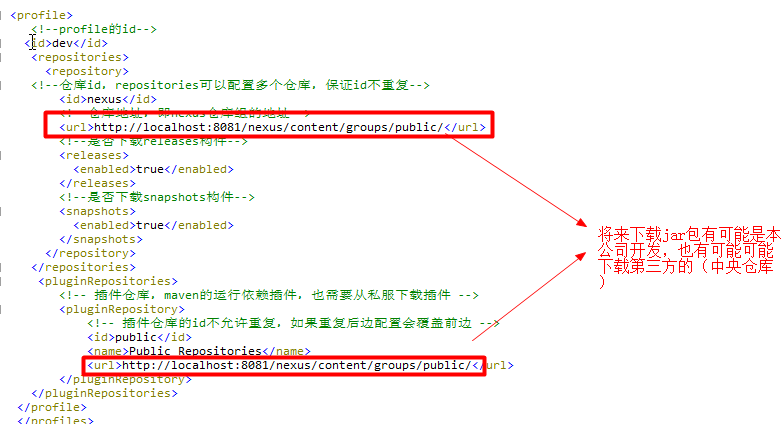 <profile>
<!--profile的id-->
<id>dev</id>
<repositories>
<repository>
<!--仓库id，repositories可以配置多个仓库，保证id不重复-->
<id>nexus</id>
<!--仓库地址，即nexus仓库组的地址-->
<url>http://localhost:8081/nexus/content/groups/public/</url>
<!--是否下载releases构件-->
<releases>
<enabled>true</enabled>
</releases>
<!--是否下载snapshots构件-->
<snapshots>
<enabled>true</enabled>
</snapshots>
</repository>
</repositories>
<pluginRepositories>
<!-- 插件仓库，maven的运行依赖插件，也需要从私服下载插件 -->
<pluginRepository>
<!-- 插件仓库的id不允许重复，如果重复后边配置会覆盖前边 -->
<id>public</id>
<name>Public Repositories</name>
<url>http://localhost:8081/nexus/content/groups/public/</url>
</pluginRepository>
</pluginRepositories>
</profile>
</profiles>
将来下载jar包有可能是本
公司开发，也有可能可能
下载第三方的（中央仓库
）